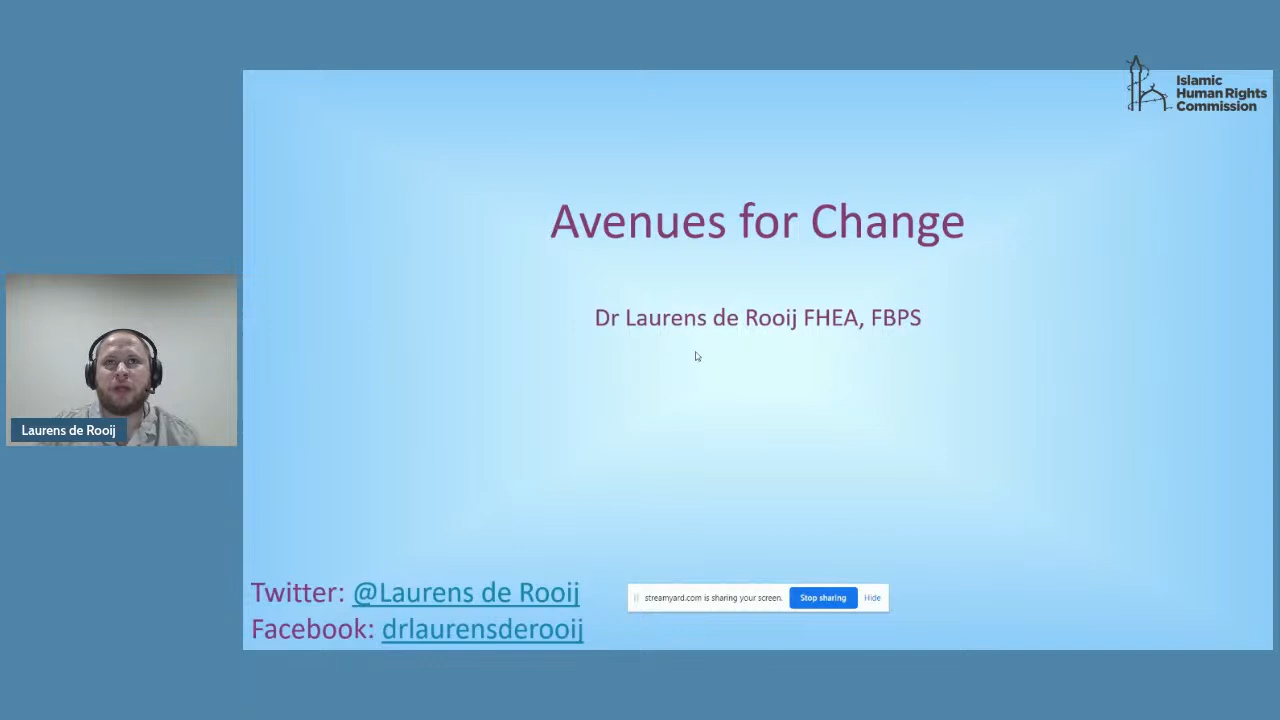 Islamic
Human Rights
Commission
Avenues for Change
Dr Laurens de Rooij FHEA, FBPS
Laurens de Rooij
Twitter: @Laurens de Rooij
Facebook: drlaurensderooij
streamyard.com is sharing your screen.
Stop sharing
Hide